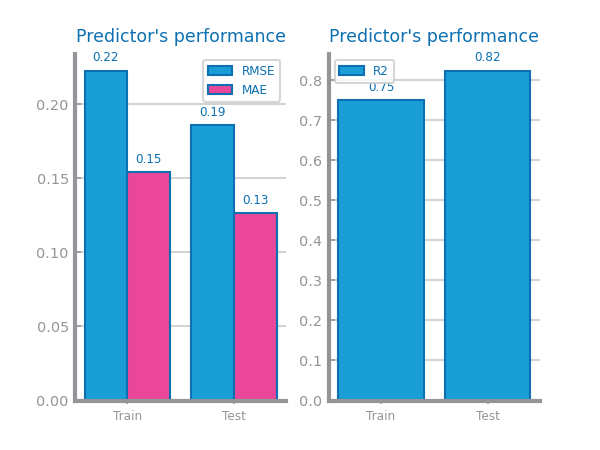 Predictor's performance
0.22
RMSE
MAE
0.20
0.19
0.15
0.15
0.13
0.10
0.05
0.00
Train
Test
Predictor's performance
0.82
R2
0.8
0.75
0.7
0.6
0.5
0.4
0.3
0.2
0.1
0.0
Train
Test